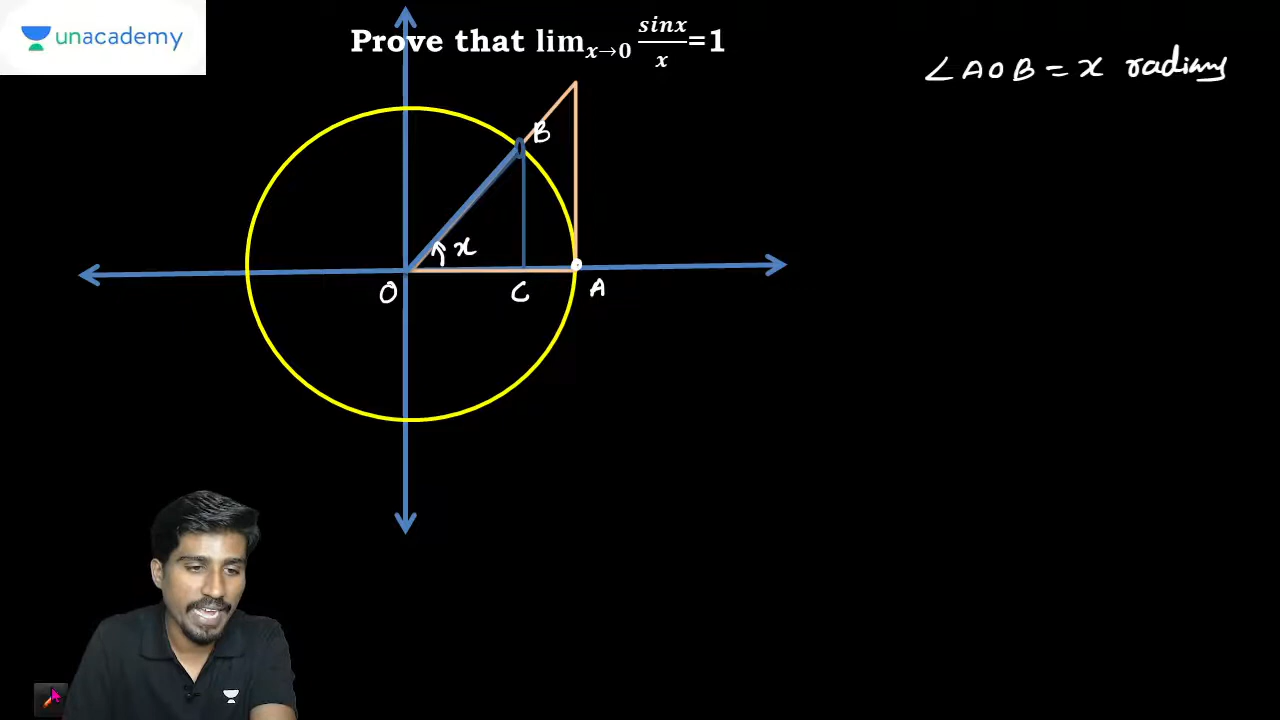 unacademy
Prove that lim_{x→0} sinx/x=1
∠AOB = x radians
B
x
O
C
A